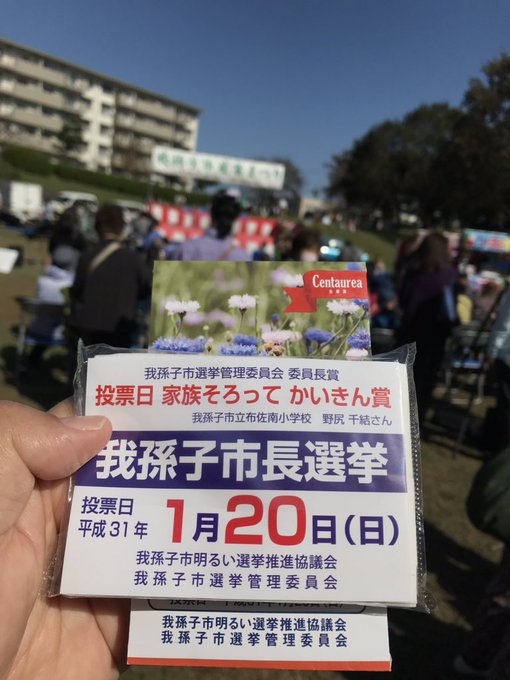 Centaurea
矢車菊
我孫子市選挙管理委員会 委員長賞
投票日 家族そろって かいきん賞
我孫子市立布佐南小学校 野尻 千結さん
我孫子市長選挙
投票日
平成31年
1月20日(日)
我孫子市明るい選挙推進協議会
我孫子市選挙管理委員会
我孫子市明るい選挙推進協議会
我孫子市選挙管理委員会